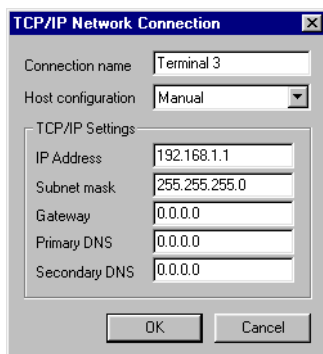 TCP/IP Network Connection
Connection name Terminal 3
Host configuration Manual
TCP/IP Settings
IP Address 192.168.1.1
Subnet mask 255.255.255.0
Gateway 0.0.0.0
Primary DNS 0.0.0.0
Secondary DNS 0.0.0.0
OK Cancel